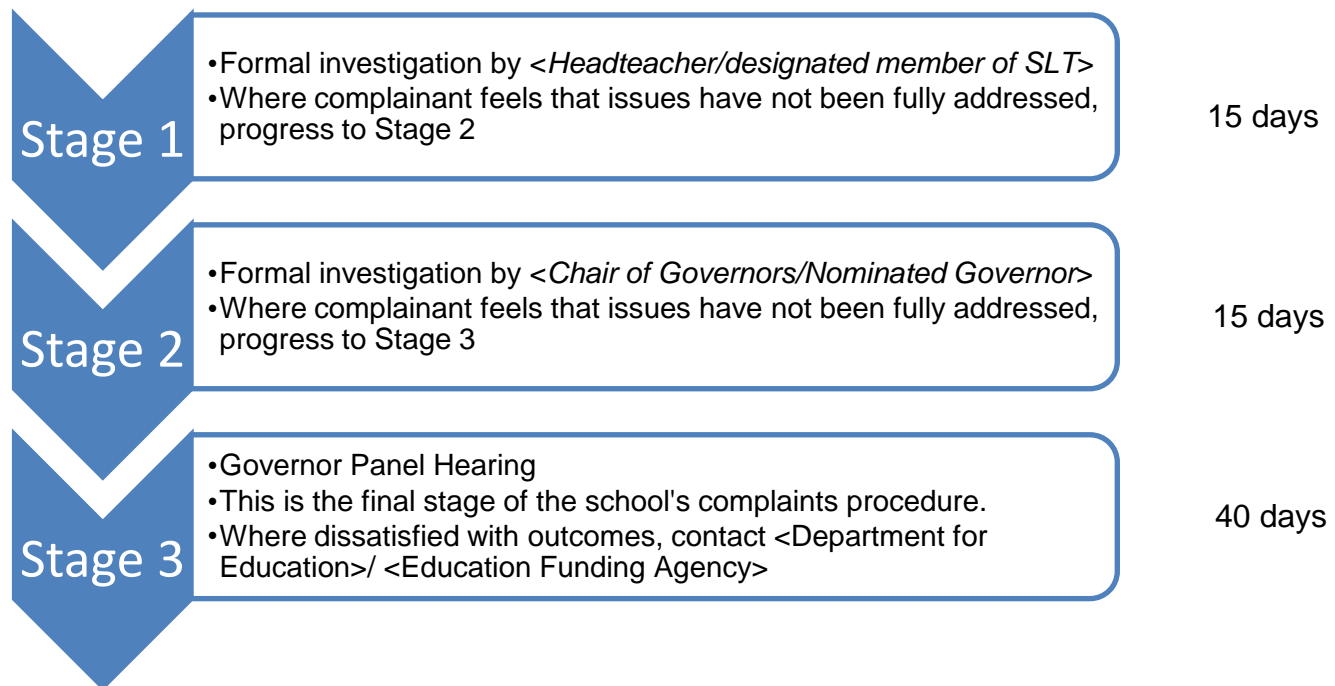 Stage 1
•Formal investigation by <Headteacher/designated member of SLT>
•Where complainant feels that issues have not been fully addressed,
progress to Stage 2
15 days
Stage 2
•Formal investigation by <Chair of Governors/Nominated Governor>
•Where complainant feels that issues have not been fully addressed,
progress to Stage 3
15 days
Stage 3
•Governor Panel Hearing
•This is the final stage of the school's complaints procedure.
•Where dissatisfied with outcomes, contact <Department for
Education>/ <Education Funding Agency>
40 days